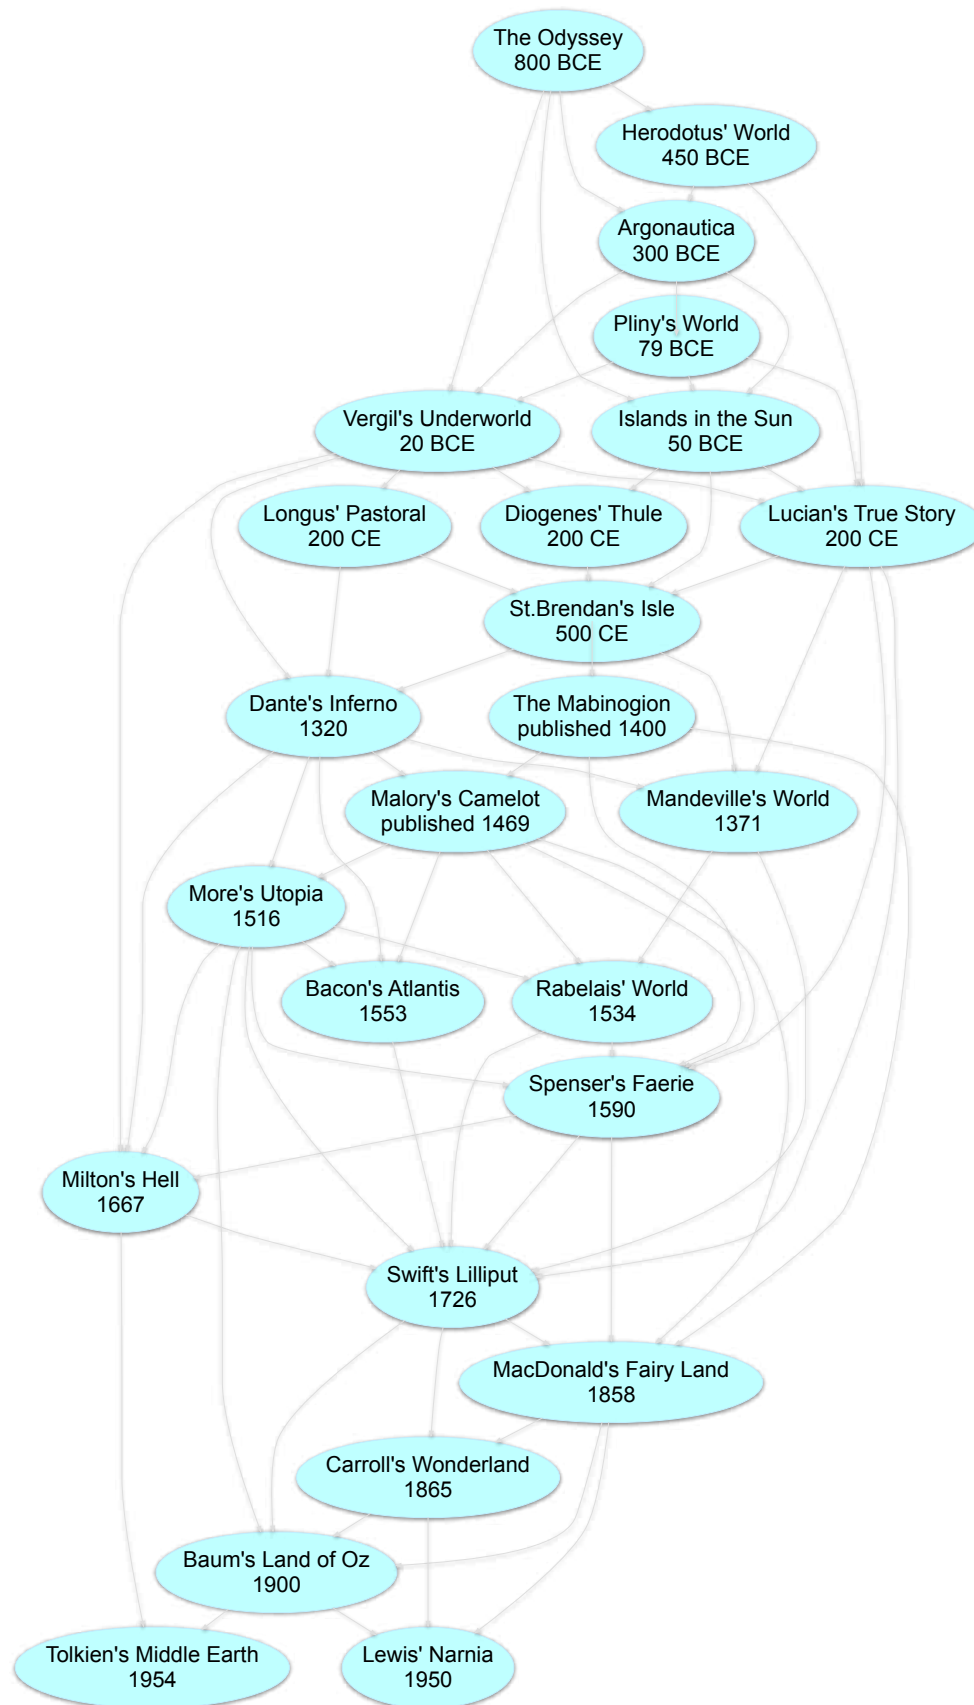 The Odyssey
800 BCE
Herodotus' World
450 BCE
Argonautica
300 BCE
Pliny's World
79 BCE
Vergil's Underworld
20 BCE
Islands in the Sun
50 BCE
Longus' Pastoral
200 CE
Diogenes' Thule
200 CE
Lucian's True Story
200 CE
St.Brendan's Isle
500 CE
Dante's Inferno
1320
The Mabinogion
published 1400
Malory's Camelot
published 1469
Mandeville's World
1371
More's Utopia
1516
Bacon's Atlantis
1553
Rabelais' World
1534
Spenser's Faerie
1590
Milton's Hell
1667
Swift's Lilliput
1726
MacDonald's Fairy Land
1858
Carroll's Wonderland
1865
Baum's Land of Oz
1900
Tolkien's Middle Earth
1954
Lewis' Narnia
1950